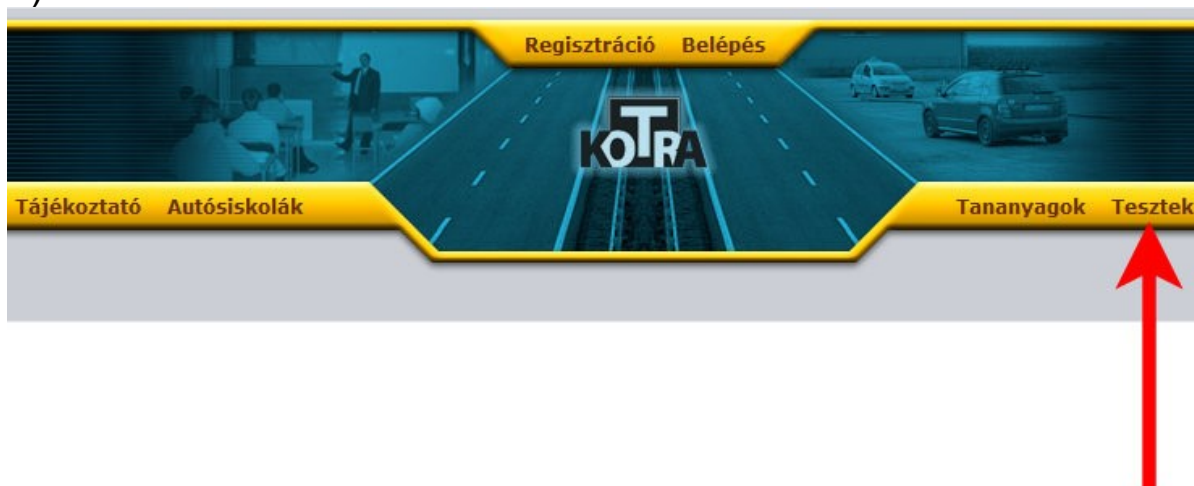 Regisztráció Belépés
KOTRA
Tájékoztató Autósiskolák
Tananyagok Tesztek